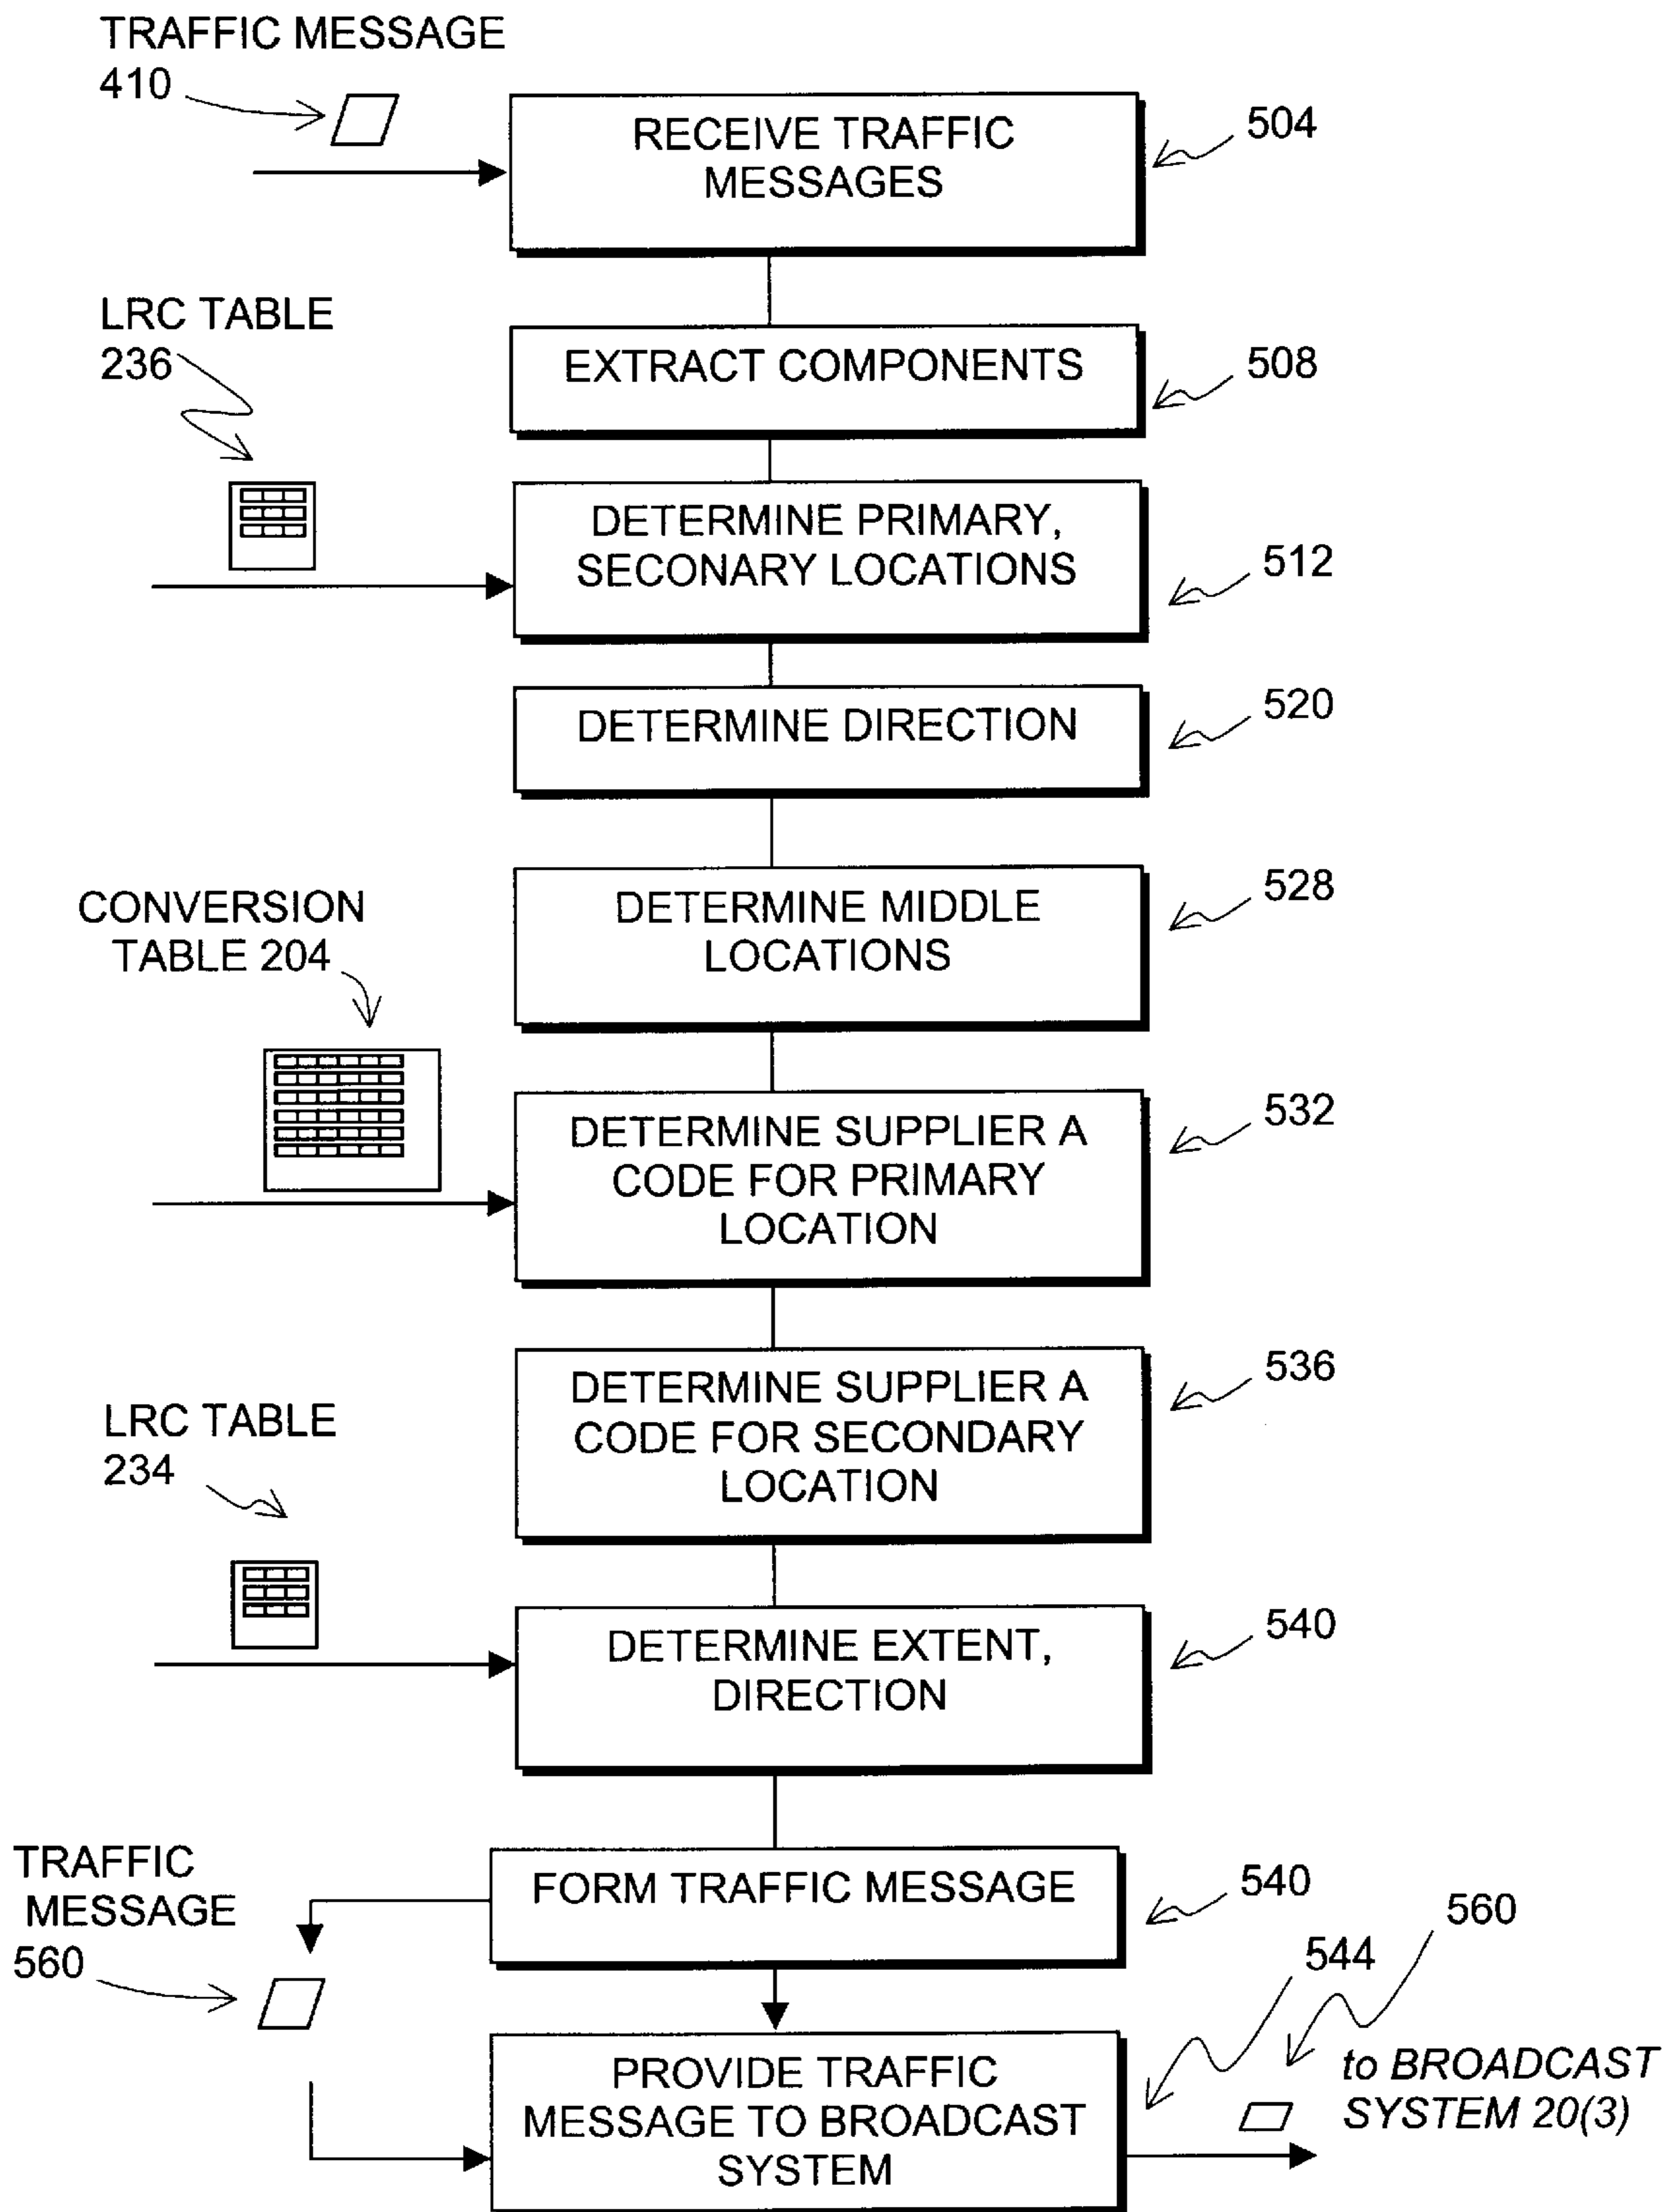 TRAFFIC MESSAGE
410
RECEIVE TRAFFIC
MESSAGES
504
LRC TABLE
236
EXTRACT COMPONENTS
508
DETERMINE PRIMARY,
SECONARY LOCATIONS
512
DETERMINE DIRECTION
520
CONVERSION
TABLE 204
DETERMINE MIDDLE
LOCATIONS
528
DETERMINE SUPPLIER A
CODE FOR PRIMARY
LOCATION
532
DETERMINE SUPPLIER A
CODE FOR SECONDARY
LOCATION
536
LRC TABLE
234
DETERMINE EXTENT,
DIRECTION
540
TRAFFIC
MESSAGE
560
FORM TRAFFIC MESSAGE
540
560
544
PROVIDE TRAFFIC
MESSAGE TO BROADCAST
SYSTEM
to BROADCAST
SYSTEM 20(3)